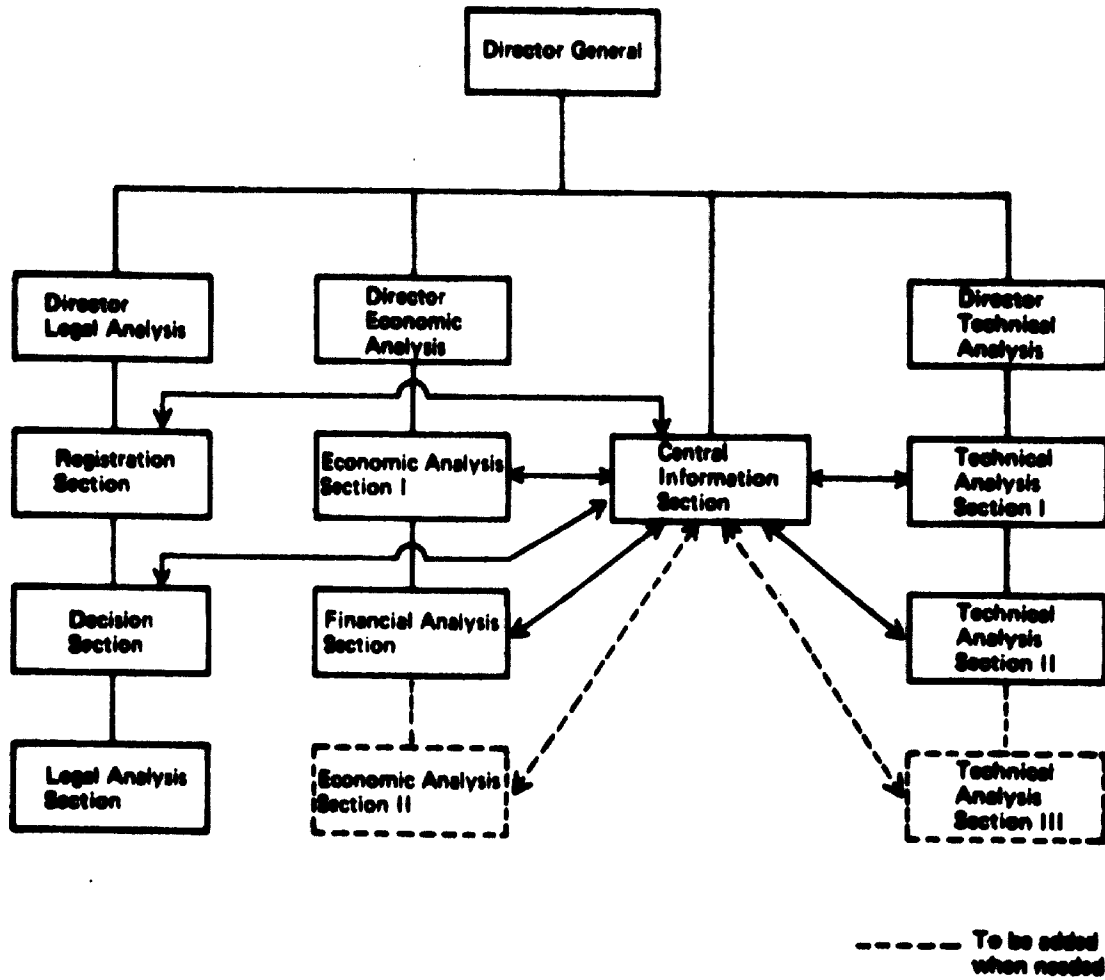 Director General
Director
Legal Analysis
Director
Economic
Analysis
Director
Technical
Analysis
Registration
Section
Economic Analysis
Section I
Central
Information
Section
Technical
Analysis
Section I
Decision
Section
Financial Analysis
Section
Technical
Analysis
Section II
Legal Analysis
Section
Economic Analysis
Section II
Technical
Analysis
Section III
To be added
when needed